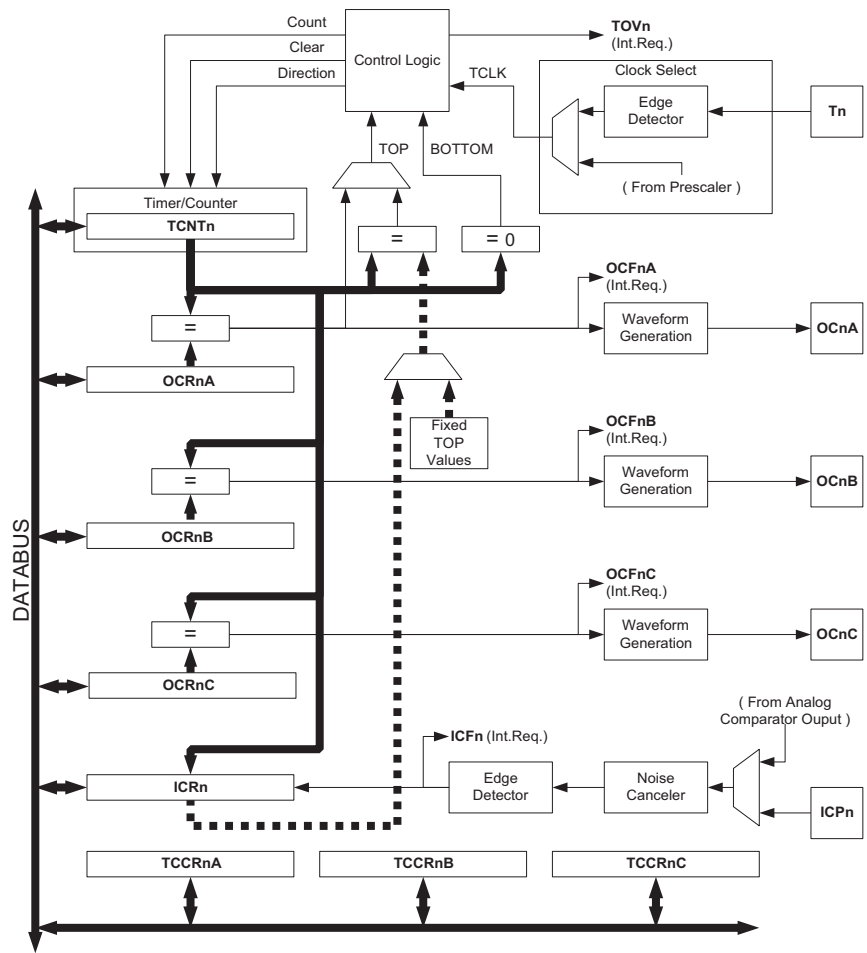 Count
Clear
Direction
Control Logic
TOVn
(Int.Req.)
TCLK
Clock Select
Edge
Detector
Tn
( From Prescaler )
TOP
BOTTOM
Timer/Counter
TCNTn
=
= 0
OCFnA
(Int.Req.)
=
Waveform
Generation
OCnA
OCRnA
Fixed
TOP
Values
OCFnB
(Int.Req.)
=
Waveform
Generation
OCnB
OCRnB
DATABUS
OCFnC
(Int.Req.)
=
Waveform
Generation
OCnC
OCRnC
( From Analog
Comparator Ouput )
ICFn (Int.Req.)
ICRn
Edge
Detector
Noise
Canceler
ICPn
TCCRnA
TCCRnB
TCCRnC